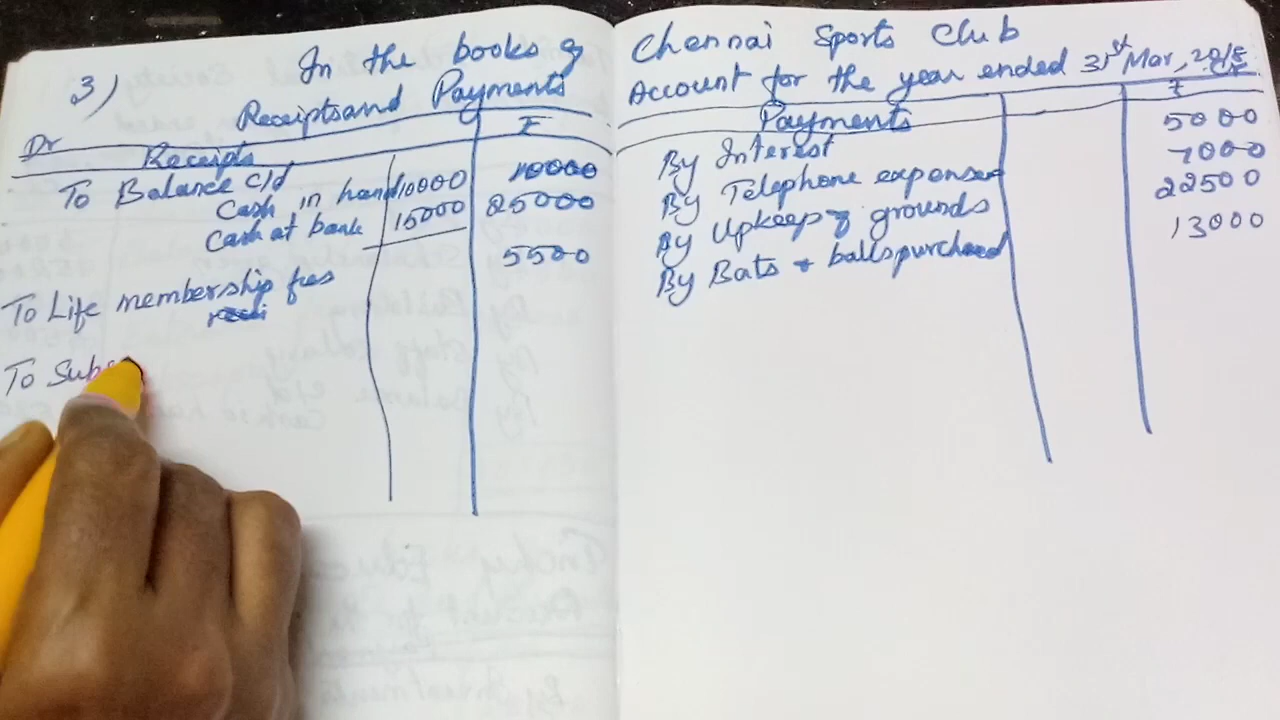 3) In the books of Chennai Sports Club
Receipts and Payments Account for the year ended 31st Mar,
Dr
Receipts ₹
To Balance c/d
Cash in hand 10000 10000
Cash at bank 15000 25000
To Life membership fees 5500
To Subs
Payments ₹
By Interest 5000
By Telephone expenses 7000
By Upkeep of grounds 22500
By Bats & balls purchased 13000